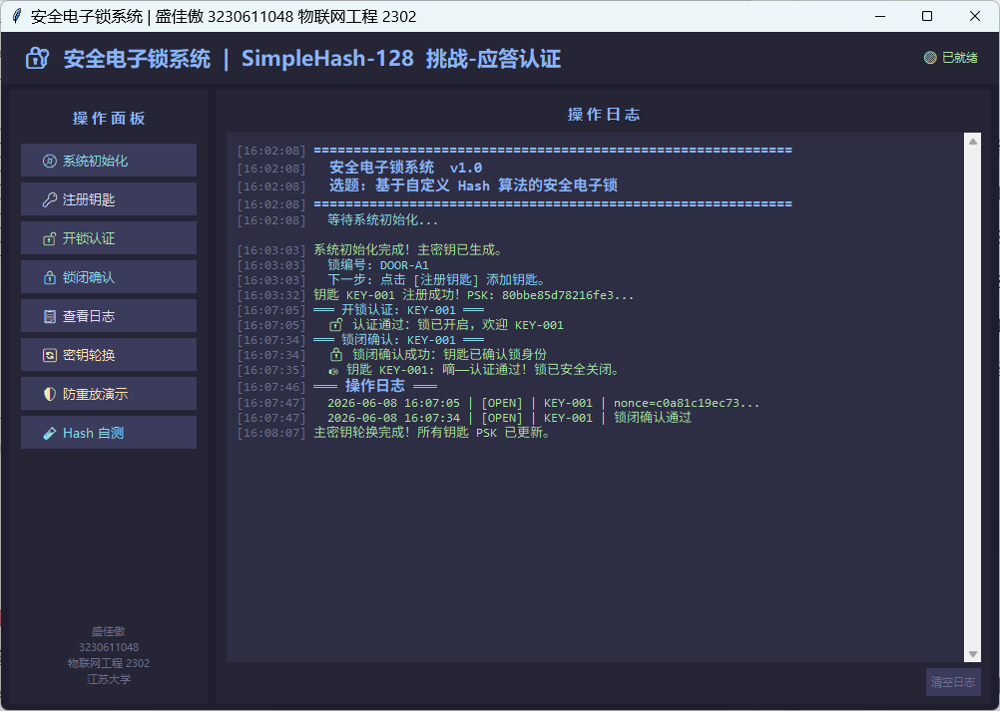 安全电子锁系统 | 盛佳傲 3230611048 物联网工程 2302
安全电子锁系统 | SimpleHash-128 挑战-应答认证
已就绪
操 作 面 板
系统初始化
注册钥匙
开锁认证
锁闭确认
查看日志
密钥轮换
防重放演示
Hash 自测
盛佳傲
3230611048
物联网工程 2302
江苏大学
操 作 日 志
[16:02:08] ============================================================
[16:02:08] 安全电子锁系统 v1.0
[16:02:08] 选题: 基于自定义 Hash 算法的安全电子锁
[16:02:08] ============================================================
[16:02:08] 等待系统初始化...
[16:03:03] 系统初始化完成! 主密钥已生成。
[16:03:03] 锁编号: DOOR-A1
[16:03:03] 下一步: 点击 [注册钥匙] 添加钥匙。
[16:03:32] 钥匙 KEY-001 注册成功! PSK: 80bbe85d78216fe3...
[16:07:05] ═══ 开锁认证: KEY-001 ═══
[16:07:05] 认证通过: 锁已开启, 欢迎 KEY-001
[16:07:34] ═══ 锁闭确认: KEY-001 ═══
[16:07:34] 锁闭确认成功: 钥匙已确认锁身份
[16:07:35] 钥匙 KEY-001: 嘀—认证通过! 锁已安全关闭。
[16:07:46] ═══ 操作日志 ═══
[16:07:47] 2026-06-08 16:07:05 | [OPEN] | KEY-001 | nonce=c0a81c19ec73...
[16:07:47] 2026-06-08 16:07:34 | [OPEN] | KEY-001 | 锁闭确认通过
[16:08:07] 主密钥轮换完成! 所有钥匙 PSK 已更新。
清空日志